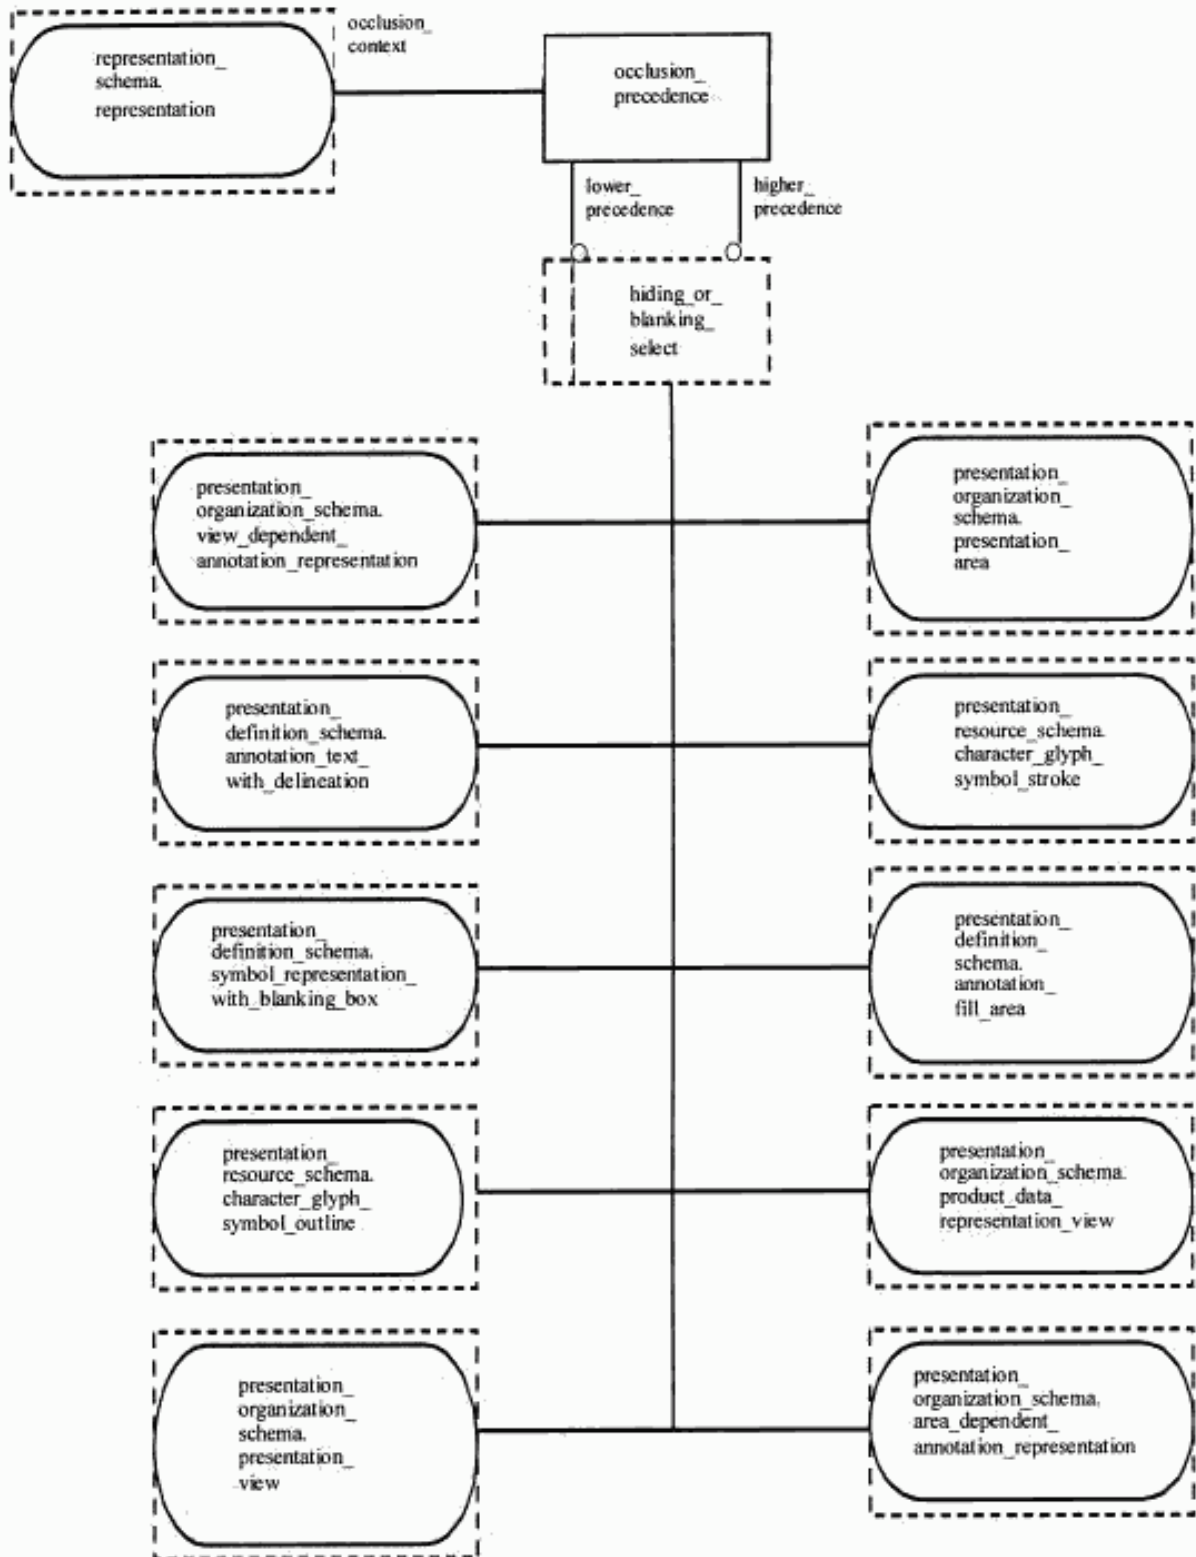 occlusion_
context
representation_
schema.
representation
occlusion_
precedence
lower_
precedence
higher_
precedence
hiding_or_
blanking_
select
presentation_
organization_schema.
view_dependent_
annotation_representation
presentation_
organization_
schema.
presentation_
area
presentation_
definition_schema.
annotation_text_
with_delineation
presentation_
resource_schema.
character_glyph_
symbol_stroke
presentation_
definition_schema.
symbol_representation_
with_blanking_box
presentation_
definition_
schema.
annotation_
fill_area
presentation_
resource_schema.
character_glyph_
symbol_outline
presentation_
organization_schema.
product_data_
representation_view
presentation_
organization_
schema.
presentation_
view
presentation_
organization_schema.
area_dependent_
annotation_representation